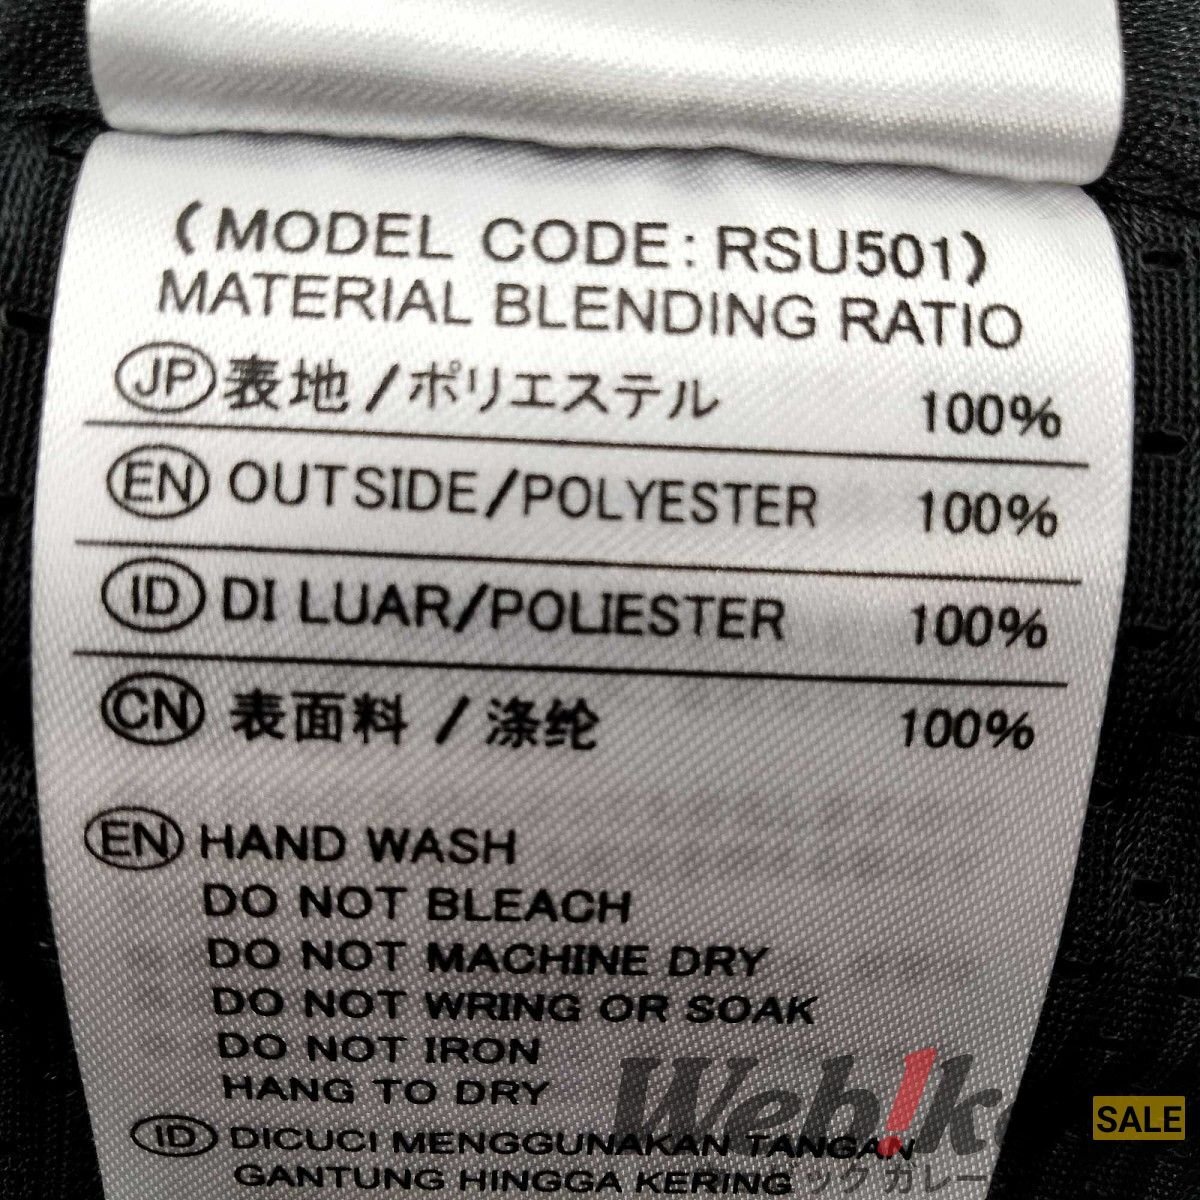 (MODEL CODE: RSU501)
MATERIAL BLENDING RATIO
JP 表地/ポリエステル 100%
EN OUTSIDE/POLYESTER 100%
ID DI LUAR/POLIESTER 100%
CN 表面料/涤纶 100%
EN HAND WASH
DO NOT BLEACH
DO NOT MACHINE DRY
DO NOT WRING OR SOAK
DO NOT IRON
HANG TO DRY
ID DICUCI MENGGUNAKAN TANGAN
GANTUNG HINGGA KERING
Web!k
SALE